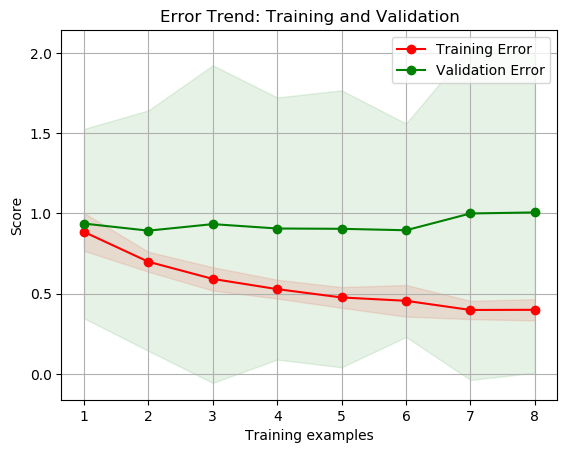 Error Trend: Training and Validation
Training Error
Validation Error
2.0
1.5
1.0
0.5
0.0
Score
1 2 3 4 5 6 7 8
Training examples